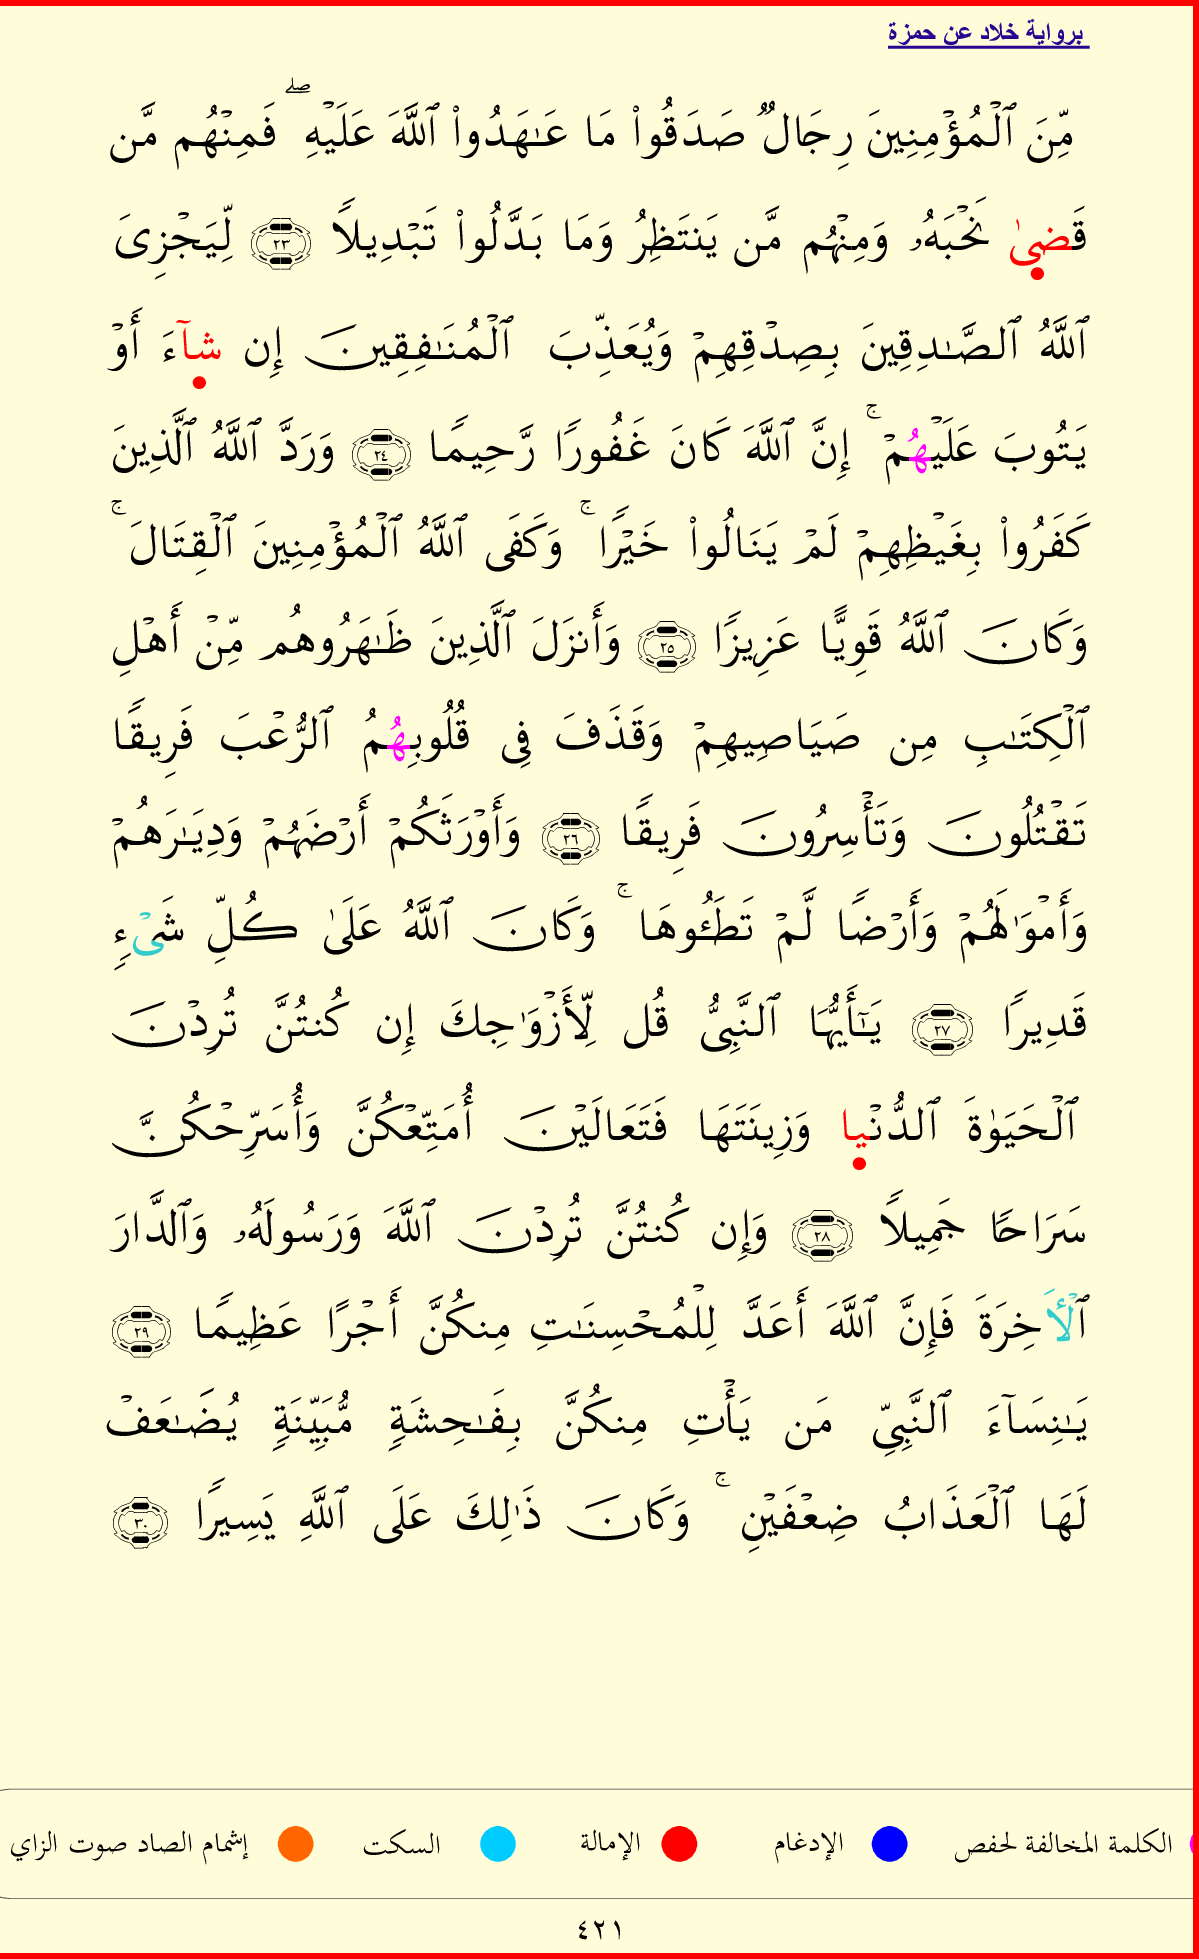 برواية خلاد عن حمزة
مِّنَ ٱلْمُؤْمِنِينَ رِجَالٌ صَدَقُوا۟ مَا عَـٰهَدُوا۟ ٱللَّهَ عَلَيْهِ ۖ فَمِنْهُم مَّن
قَضِىٰ نَحْبَهُۥ وَمِنْهُم مَّن يَنتَظِرُ وَمَا بَدَّلُوا۟ تَبْدِيلًا ٢٣ لِّيَجْزِىَ
ٱللَّهُ ٱلصَّـٰدِقِينَ بِصِدْقِهِمْ وَيُعَذِّبَ ٱلْمُنَـٰفِقِينَ إِن شَآءَ أَوْ
يَتُوبَ عَلَيْهُمْ ۚ إِنَّ ٱللَّهَ كَانَ غَفُورًا رَّحِيمًا ٢٤ وَرَدَّ ٱللَّهُ ٱلَّذِينَ
كَفَرُوا۟ بِغَيْظِهِمْ لَمْ يَنَالُوا۟ خَيْرًا ۚ وَكَفَى ٱللَّهُ ٱلْمُؤْمِنِينَ ٱلْقِتَالَ ۚ
وَكَانَ ٱللَّهُ قَوِيًّا عَزِيزًا ٢٥ وَأَنزَلَ ٱلَّذِينَ ظَـٰهَرُوهُم مِّنْ أَهْلِ
ٱلْكِتَـٰبِ مِن صَيَاصِيهِمْ وَقَذَفَ فِى قُلُوبِهُمُ ٱلرُّعْبَ فَرِيقًا
تَقْتُلُونَ وَتَأْسِرُونَ فَرِيقًا ٢٦ وَأَوْرَثَكُمْ أَرْضَهُمْ وَدِيَـٰرَهُمْ
وَأَمْوَٰلَهُمْ وَأَرْضًا لَّمْ تَطَـُٔوهَا ۚ وَكَانَ ٱللَّهُ عَلَىٰ كُلِّ شَىْءٍ
قَدِيرًا ٢٧ يَـٰٓأَيُّهَا ٱلنَّبِىُّ قُل لِّأَزْوَٰجِكَ إِن كُنتُنَّ تُرِدْنَ
ٱلْحَيَوٰةَ ٱلدُّنْيا وَزِينَتَهَا فَتَعَالَيْنَ أُمَتِّعْكُنَّ وَأُسَرِّحْكُنَّ
سَرَاحًا جَمِيلًا ٢٨ وَإِن كُنتُنَّ تُرِدْنَ ٱللَّهَ وَرَسُولَهُۥ وَٱلدَّارَ
ٱلْأَخِرَةَ فَإِنَّ ٱللَّهَ أَعَدَّ لِلْمُحْسِنَـٰتِ مِنكُنَّ أَجْرًا عَظِيمًا ٢٩
يَـٰنِسَآءَ ٱلنَّبِىِّ مَن يَأْتِ مِنكُنَّ بِفَـٰحِشَةٍ مُّبَيِّنَةٍ يُضَـٰعَفْ
لَهَا ٱلْعَذَابُ ضِعْفَيْنِ ۚ وَكَانَ ذَٰلِكَ عَلَى ٱللَّهِ يَسِيرًا ٣٠
الكلمة المخالفة لحفص الإدغام الإمالة السكت إشمام الصاد صوت الزاي
٤٢١